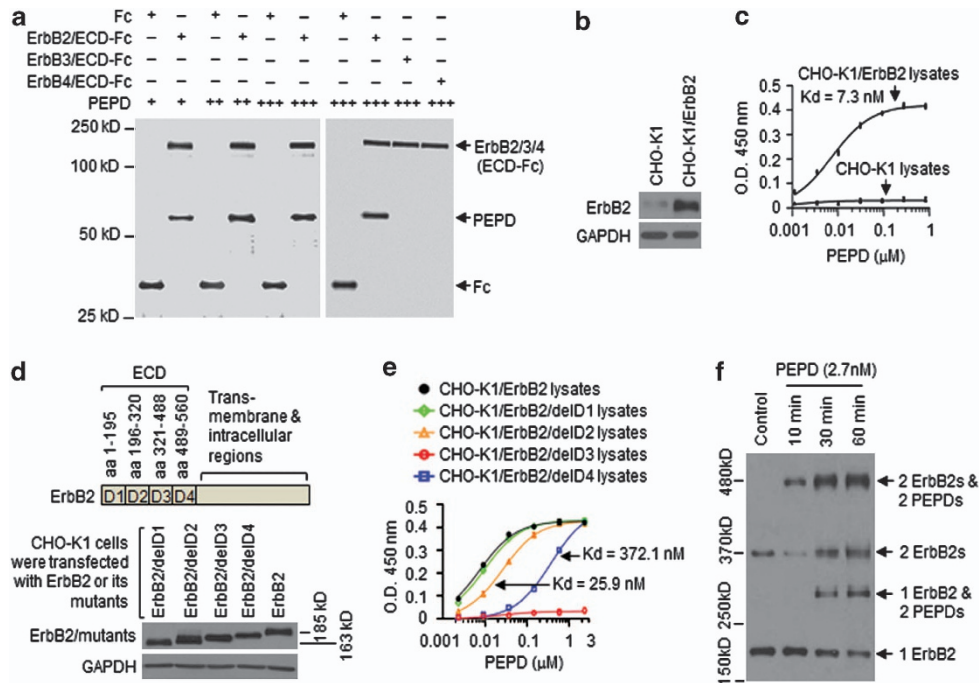 a
Fc + – + – + – + – – –
ErbB2/ECD-Fc – + – + – + – + – –
ErbB3/ECD-Fc – – – – – – – – + –
ErbB4/ECD-Fc – – – – – – – – – +
PEPD + + ++ ++ +++ +++ +++ +++ +++ +++
250 kD
100 kD
50 kD
25 kD
ErbB2/3/4
(ECD-Fc)
PEPD
Fc
b
CHO-K1
CHO-K1/ErbB2
ErbB2
GAPDH
c
CHO-K1/ErbB2 lysates
Kd = 7.3 nM
CHO-K1 lysates
O.D. 450 nm
0.5
0.4
0.3
0.2
0.1
0
0.001 0.01 0.1 1
PEPD (µM)
d
ECD
aa 1-195
aa 196-320
aa 321-488
aa 489-560
Trans-
membrane &
intracellular
regions
ErbB2 D1 D2 D3 D4
CHO-K1 cells
were transfected
with ErbB2 or its
mutants
ErbB2/delD1
ErbB2/delD2
ErbB2/delD3
ErbB2/delD4
ErbB2
ErbB2/mutants
GAPDH
185 kD
163 kD
e
CHO-K1/ErbB2 lysates
CHO-K1/ErbB2/delD1 lysates
CHO-K1/ErbB2/delD2 lysates
CHO-K1/ErbB2/delD3 lysates
CHO-K1/ErbB2/delD4 lysates
O.D. 450 nm
0.5
0.4
0.3
0.2
0.1
0.0
Kd = 372.1 nM
Kd = 25.9 nM
0.001 0.01 0.1 1 3
PEPD (µM)
f
PEPD (2.7nM)
Control
10 min
30 min
60 min
480kD
370kD
250kD
150kD
2 ErbB2s &
2 PEPDs
2 ErbB2s
1 ErbB2 &
2 PEPDs
1 ErbB2